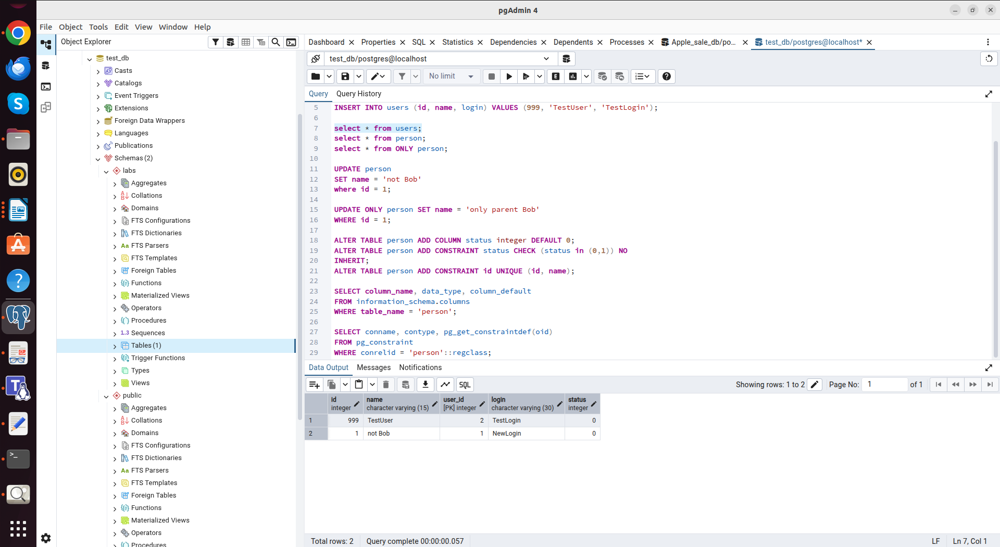 pgAdmin 4
File Object Tools Edit View Window Help
Object Explorer
Dashboard Properties SQL Statistics Dependencies Dependents Processes Apple_sale_db/po... test_db/postgres@localhost*
test_db/postgres@localhost
No limit
Query Query History
test_db
Casts
Catalogs
Event Triggers
Extensions
Foreign Data Wrappers
Languages
Publications
Schemas (2)
labs
Aggregates
Collations
Domains
FTS Configurations
FTS Dictionaries
Aa FTS Parsers
FTS Templates
Foreign Tables
Functions
Materialized Views
Operators
Procedures
1..3 Sequences
Tables (1)
Trigger Functions
Types
Views
public
Aggregates
Collations
Domains
FTS Configurations
FTS Dictionaries
Aa FTS Parsers
FTS Templates
Foreign Tables
Functions
Materialized Views
Operators
Procedures
5 INSERT INTO users (id, name, login) VALUES (999, 'TestUser', 'TestLogin');
6
7 select * from users;
8 select * from person;
9 select * from ONLY person;
10
11 UPDATE person
12 SET name = 'not Bob'
13 where id = 1;
14
15 UPDATE ONLY person SET name = 'only parent Bob'
16 WHERE id = 1;
17
18 ALTER TABLE person ADD COLUMN status integer DEFAULT 0;
19 ALTER TABLE person ADD CONSTRAINT status CHECK (status in (0,1)) NO
20 INHERIT;
21 ALTER TABLE person ADD CONSTRAINT id UNIQUE (id, name);
22
23 SELECT column_name, data_type, column_default
24 FROM information_schema.columns
25 WHERE table_name = 'person';
26
27 SELECT conname, contype, pg_get_constraintdef(oid)
28 FROM pg_constraint
29 WHERE conrelid = 'person'::regclass;
Data Output Messages Notifications
SQL Showing rows: 1 to 2 Page No: 1 of 1
id name user_id login status
integer character varying (15) [PK] integer character varying (30) integer
1 999 TestUser 2 TestLogin 0
2 1 not Bob 1 NewLogin 0
Total rows: 2 Query complete 00:00:00.057 LF Ln 7, Col 1